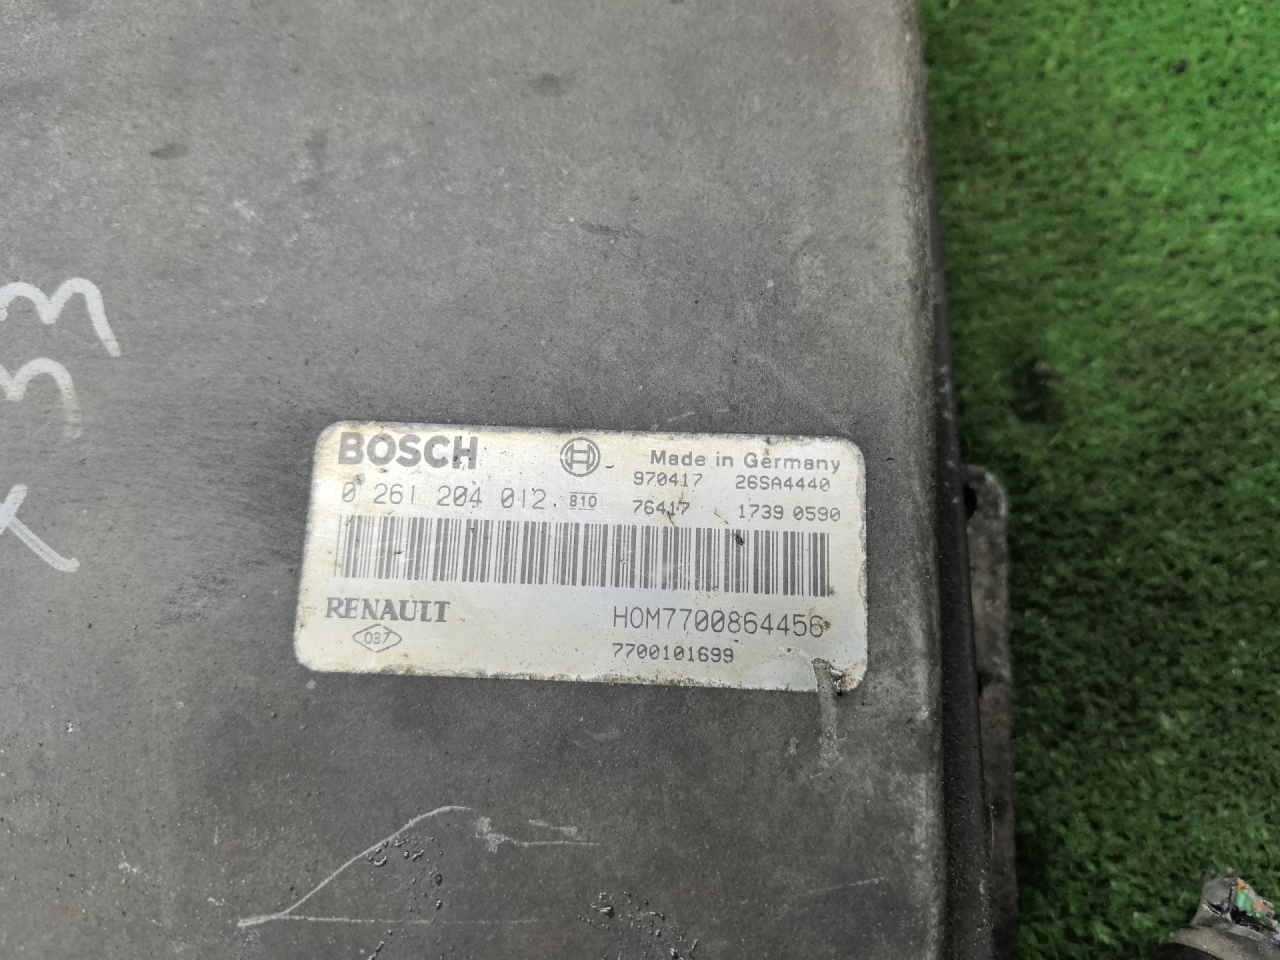 BOSCH Made in Germany
970417 26SA4440
0 261 204 012 810 76417 1739 0590
RENAULT HOM7700864456
037
7700101699